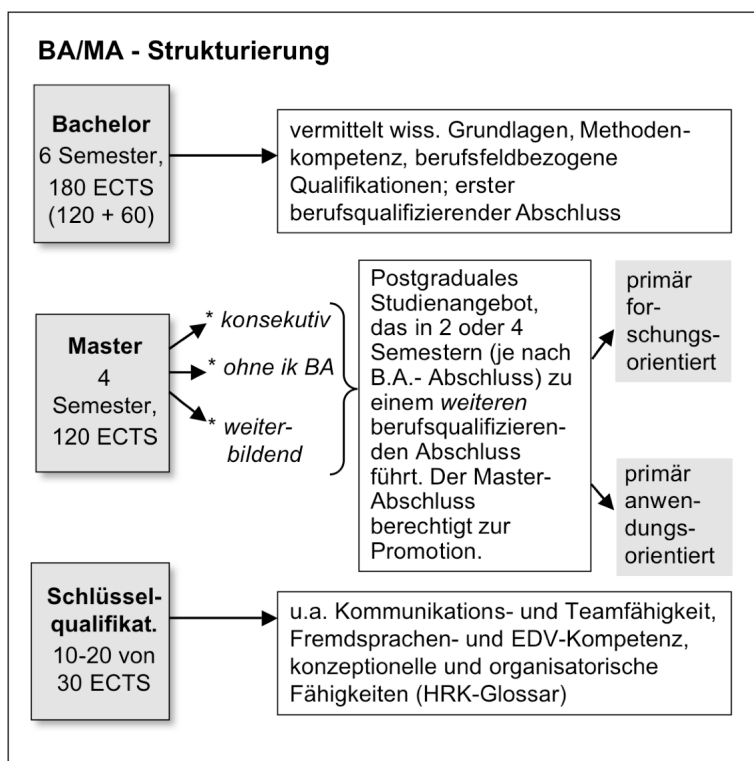 BA/MA - Strukturierung
Bachelor
6 Semester,
180 ECTS
(120 + 60)
vermittelt wiss. Grundlagen, Methoden-
kompetenz, berufsfeldbezogene
Qualifikationen; erster
berufsqualifizierender Abschluss
Master
4
Semester,
120 ECTS
* konsekutiv
* ohne ik BA
* weiter-
bildend
Postgraduales
Studienangebot,
das in 2 oder 4
Semestern (je nach
B.A.- Abschluss) zu
einem weiteren
berufsqualifizieren-
den Abschluss
führt. Der Master-
Abschluss
berechtigt zur
Promotion.
primär
for-
schungs-
orientiert
primär
anwen-
dungs-
orientiert
Schlüssel-
qualifikat.
10-20 von
30 ECTS
u.a. Kommunikations- und Teamfähigkeit,
Fremdsprachen- und EDV-Kompetenz,
konzeptionelle und organisatorische
Fähigkeiten (HRK-Glossar)